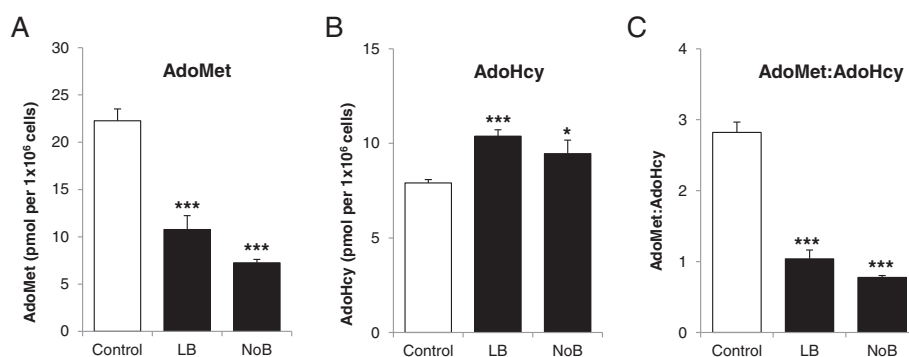 A
AdoMet
AdoMet (pmol per 1x10⁶ cells)
30
25
20
15
10
5
0
***
***
Control LB NoB
B
AdoHcy
AdoHcy (pmol per 1x10⁶ cells)
15
10
5
0
***
*
Control LB NoB
C
AdoMet:AdoHcy
AdoMet:AdoHcy
4
3
2
1
0
***
***
Control LB NoB